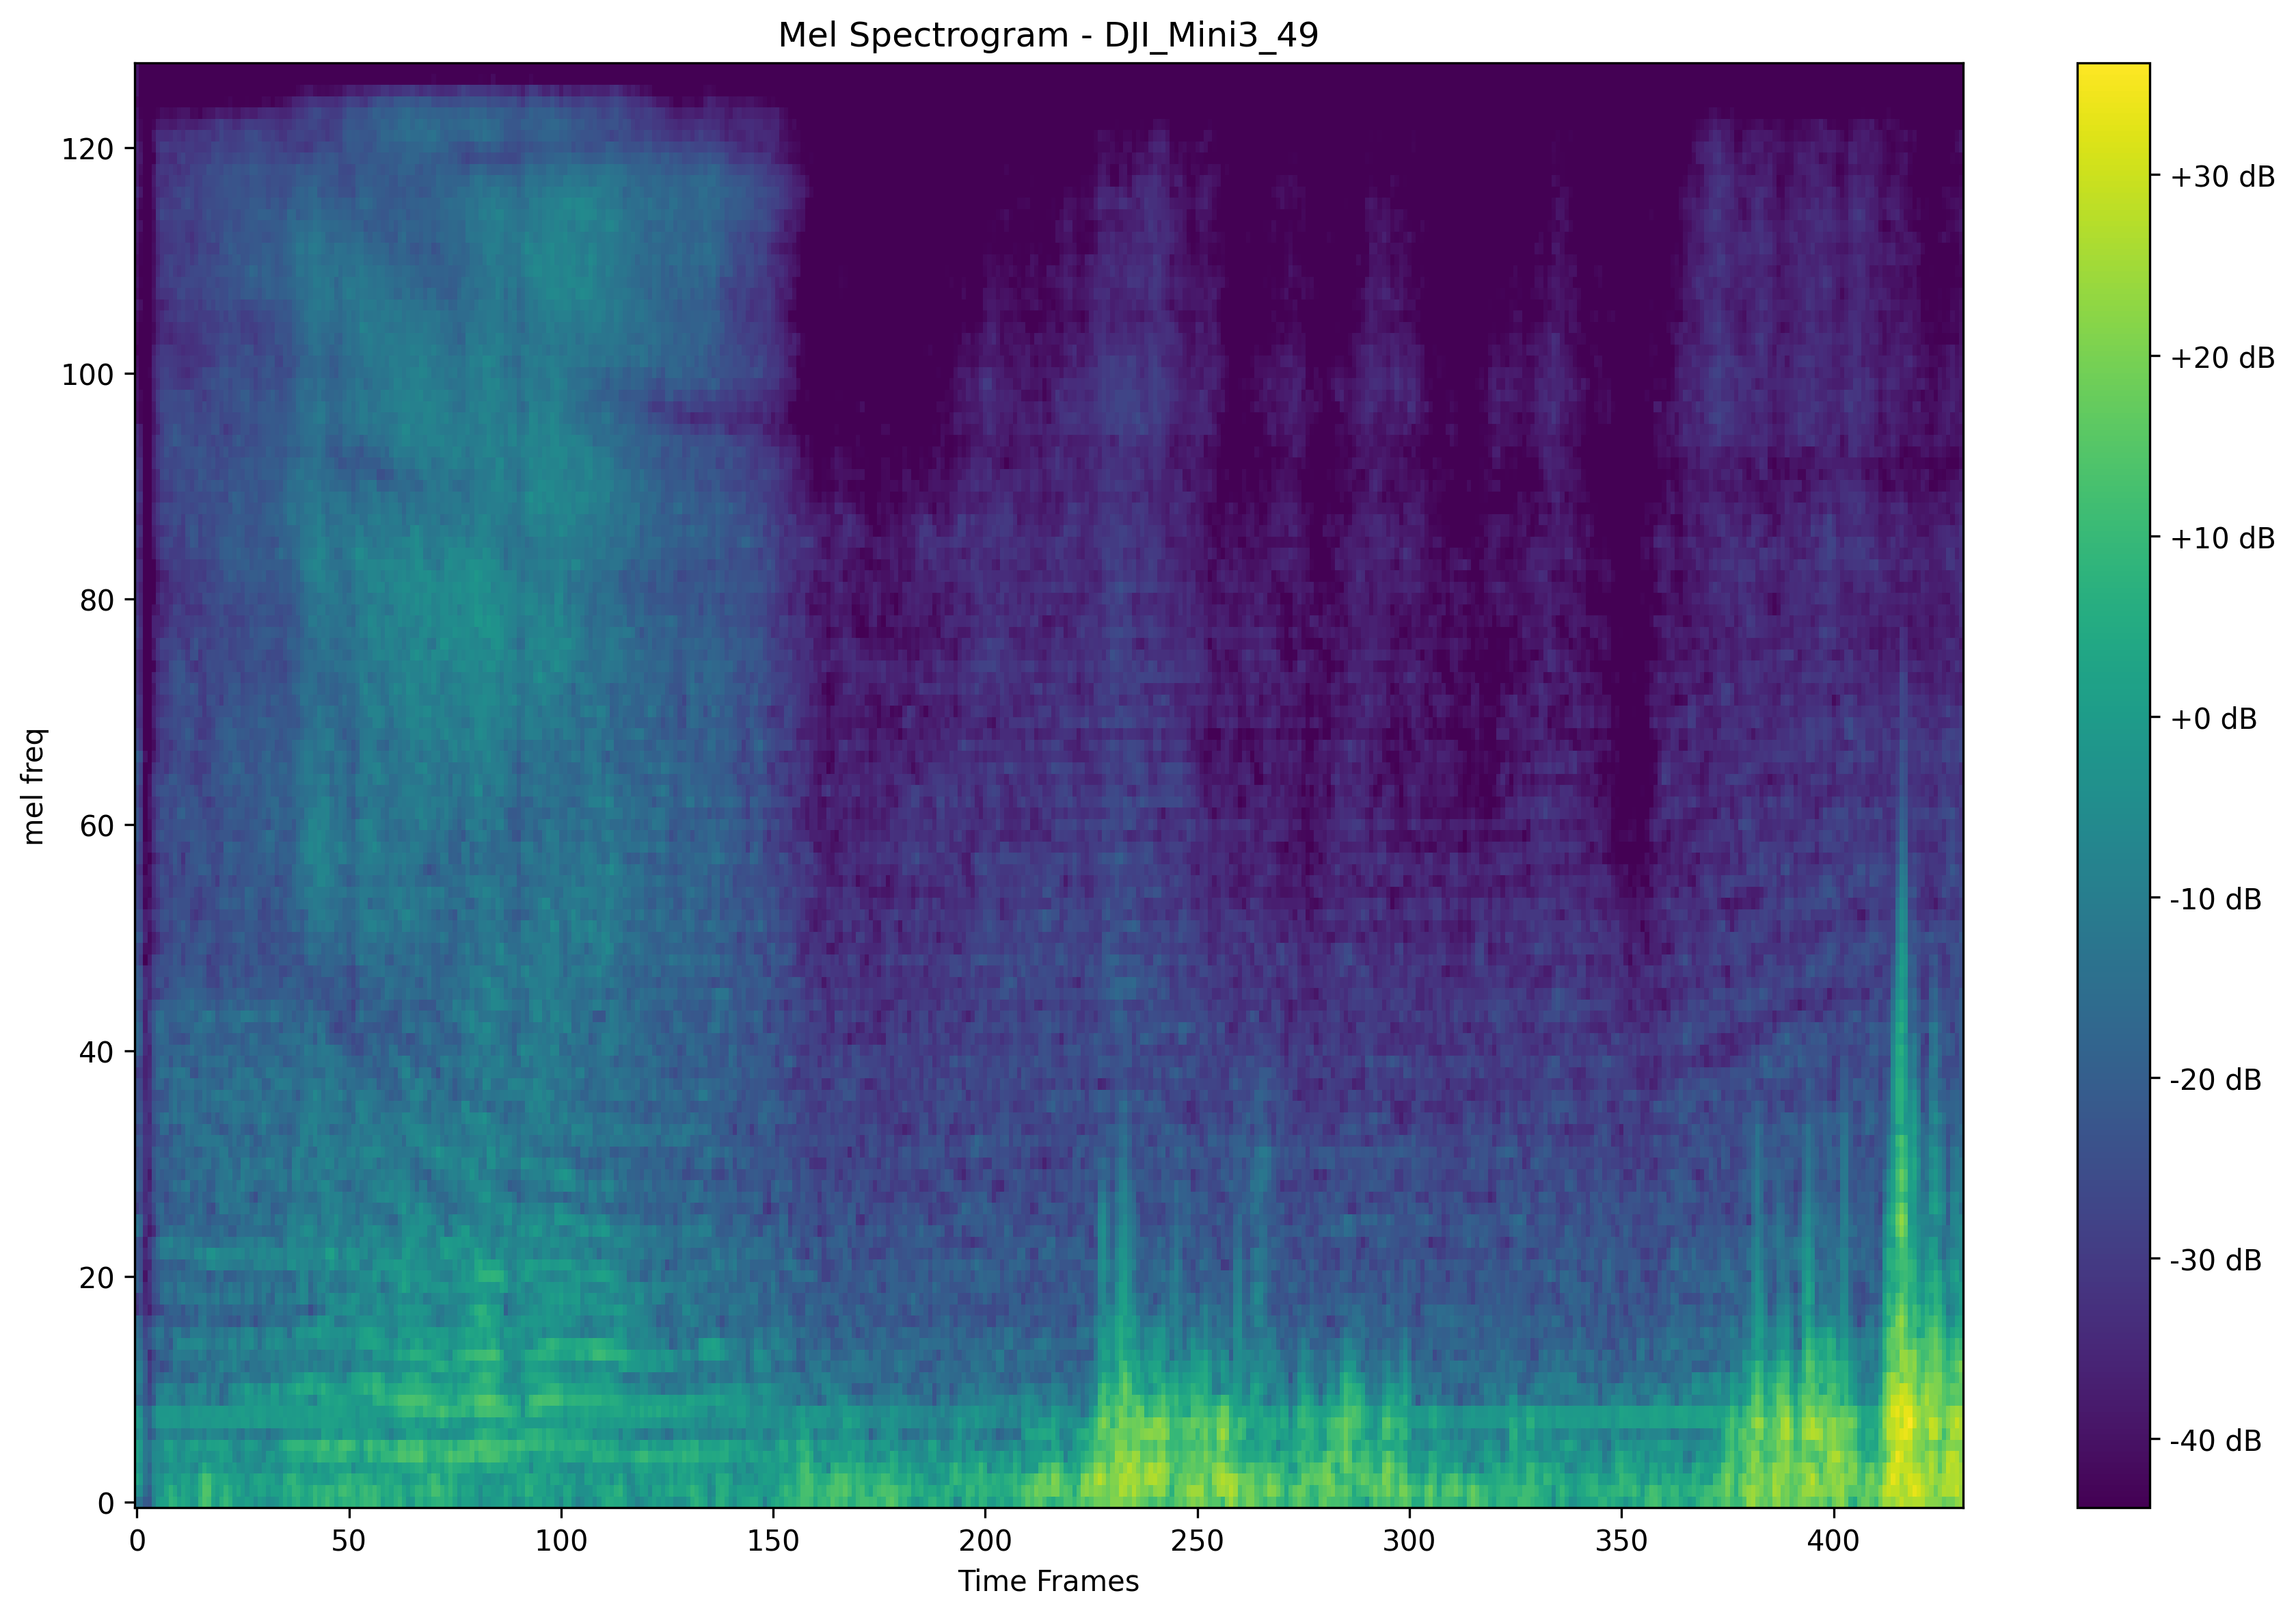 Mel Spectrogram - DJI_Mini3_49
mel freq
120
100
80
60
40
20
0
0 50 100 150 200 250 300 350 400
Time Frames
+30 dB
+20 dB
+10 dB
+0 dB
-10 dB
-20 dB
-30 dB
-40 dB